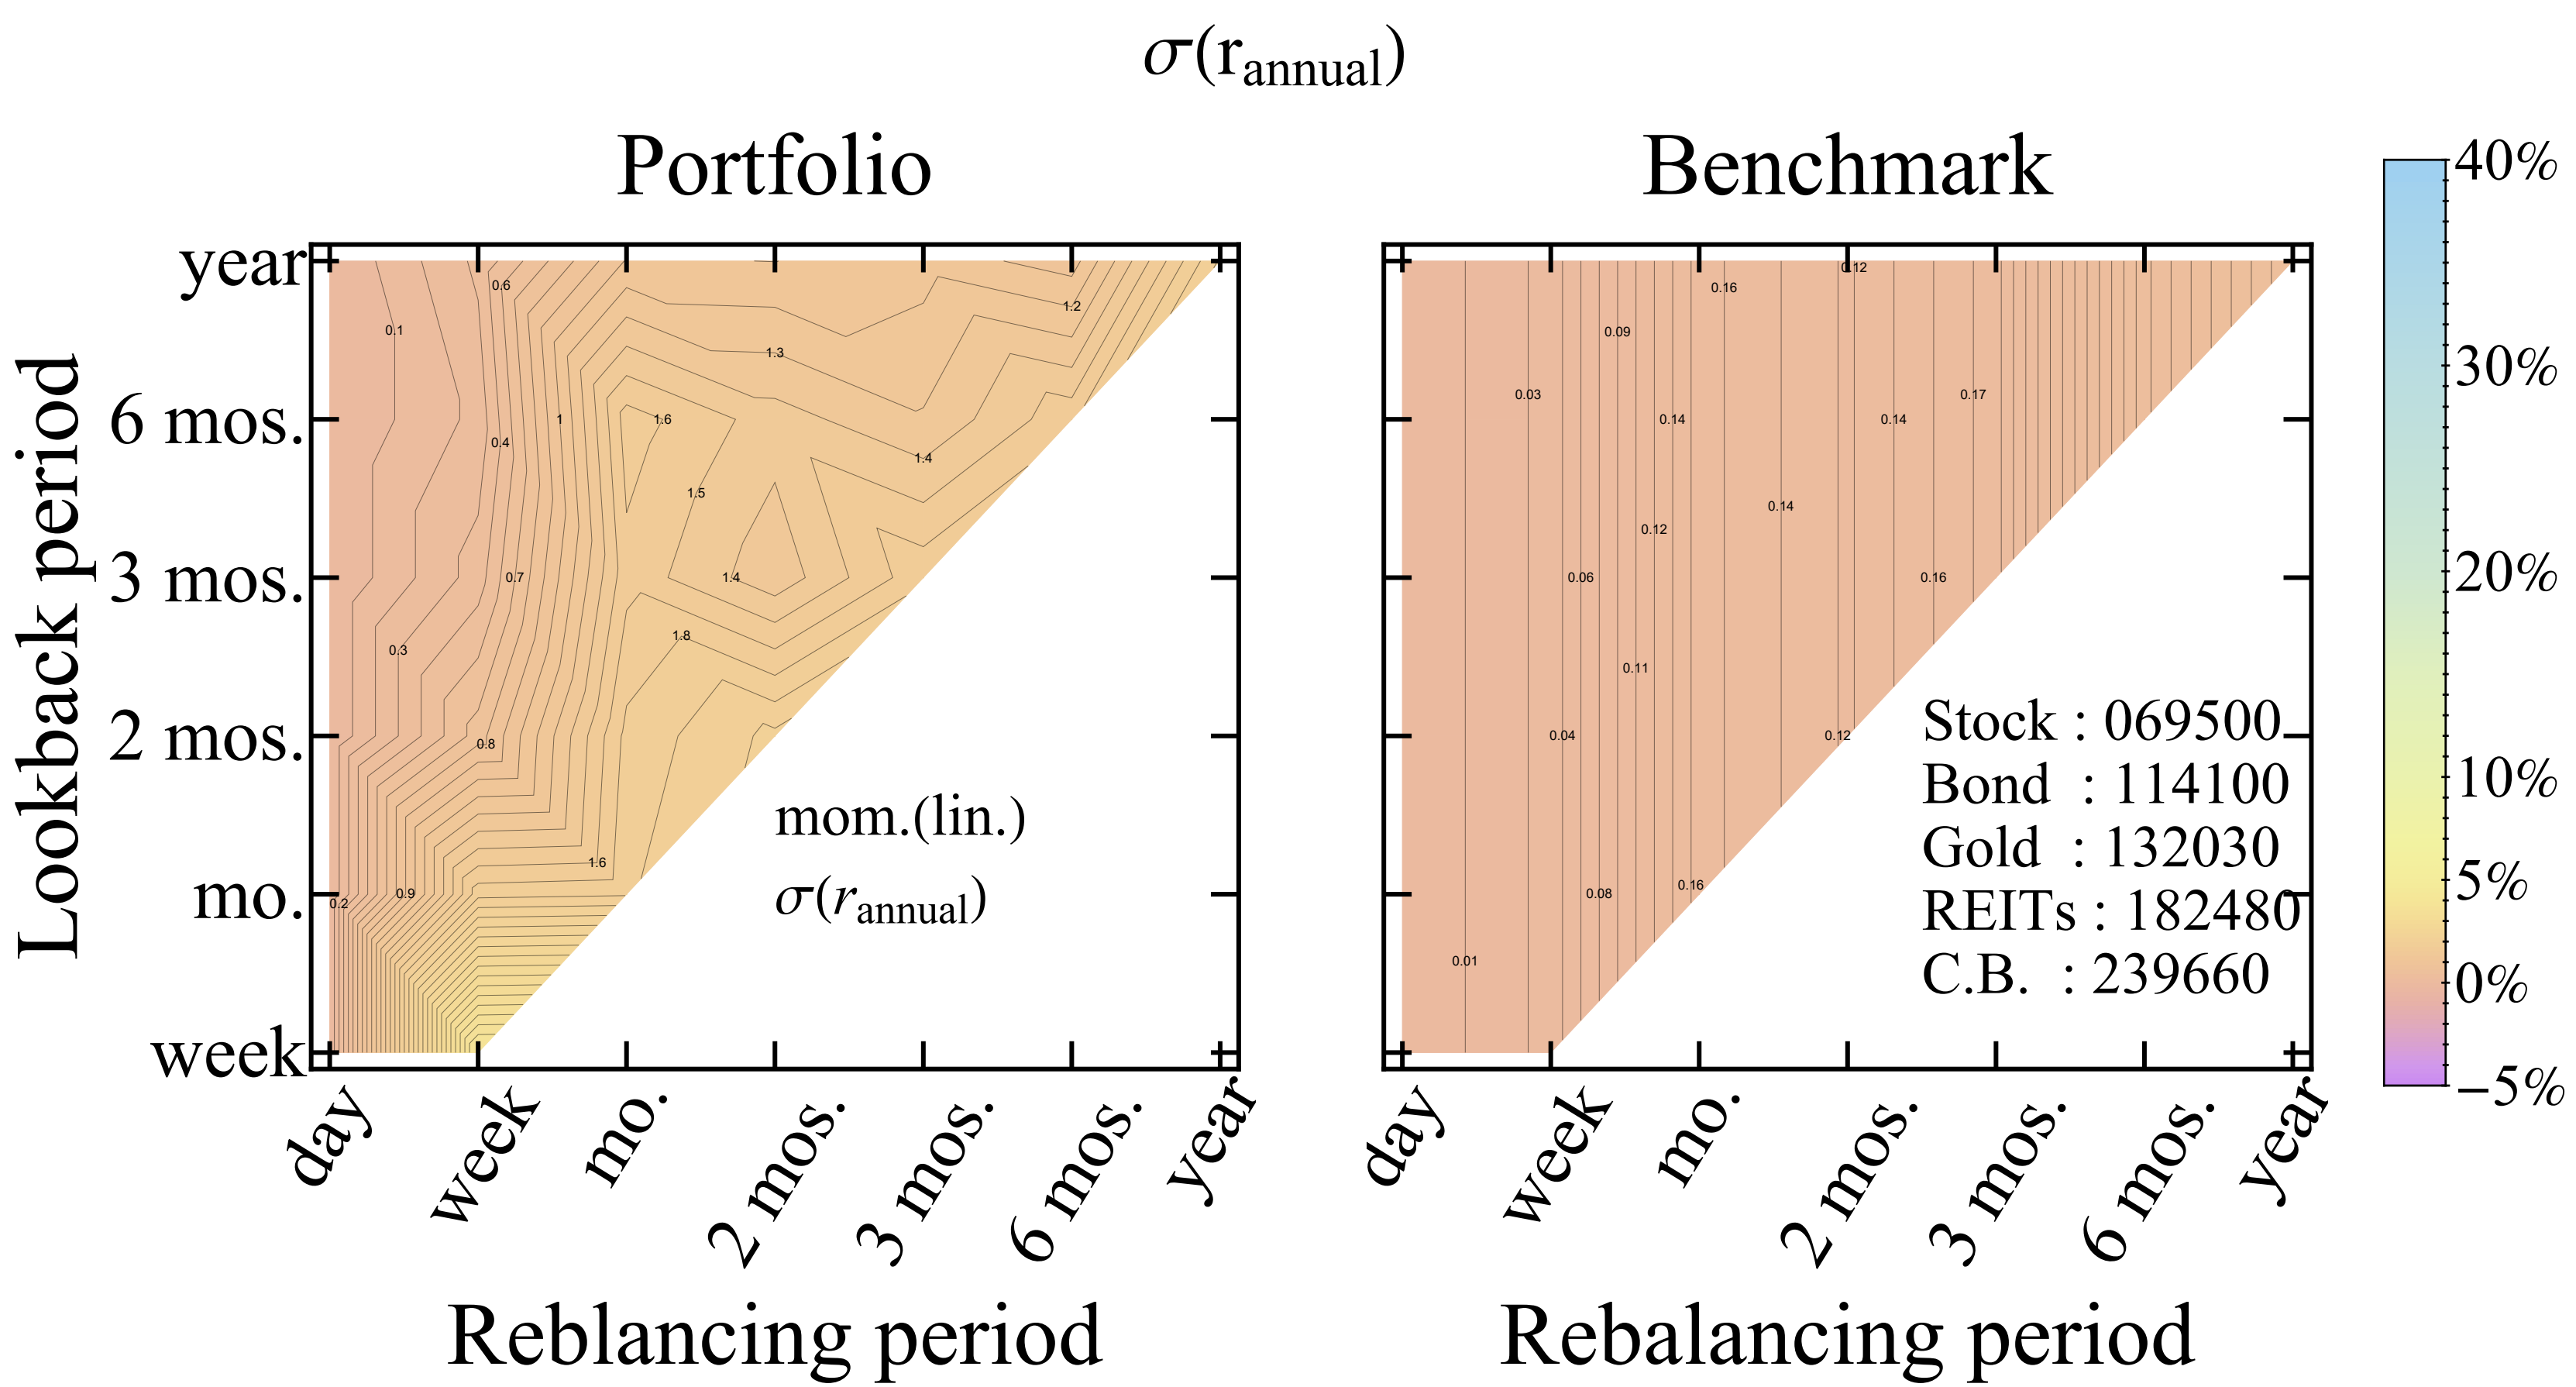 σ(r_annual)
Portfolio
Benchmark
Lookback period
year
6 mos.
3 mos.
2 mos.
mo.
week
0.6
0.1
1.2
1.3
1
1.6
0.4
1.4
1.5
0.7
1.4
1.8
0.3
0.8
1.6
0.9
0.2
mom.(lin.)
σ(r_annual)
day
week
mo.
2 mos.
3 mos.
6 mos.
year
Reblancing period
0.12
0.16
0.09
0.03
0.17
0.14
0.14
0.14
0.12
0.06
0.16
0.11
0.04
0.12
0.16
0.08
0.01
Stock : 069500
Bond : 114100
Gold : 132030
REITs : 182480
C.B. : 239660
day
week
mo.
2 mos.
3 mos.
6 mos.
year
Rebalancing period
40%
30%
20%
10%
5%
0%
−5%